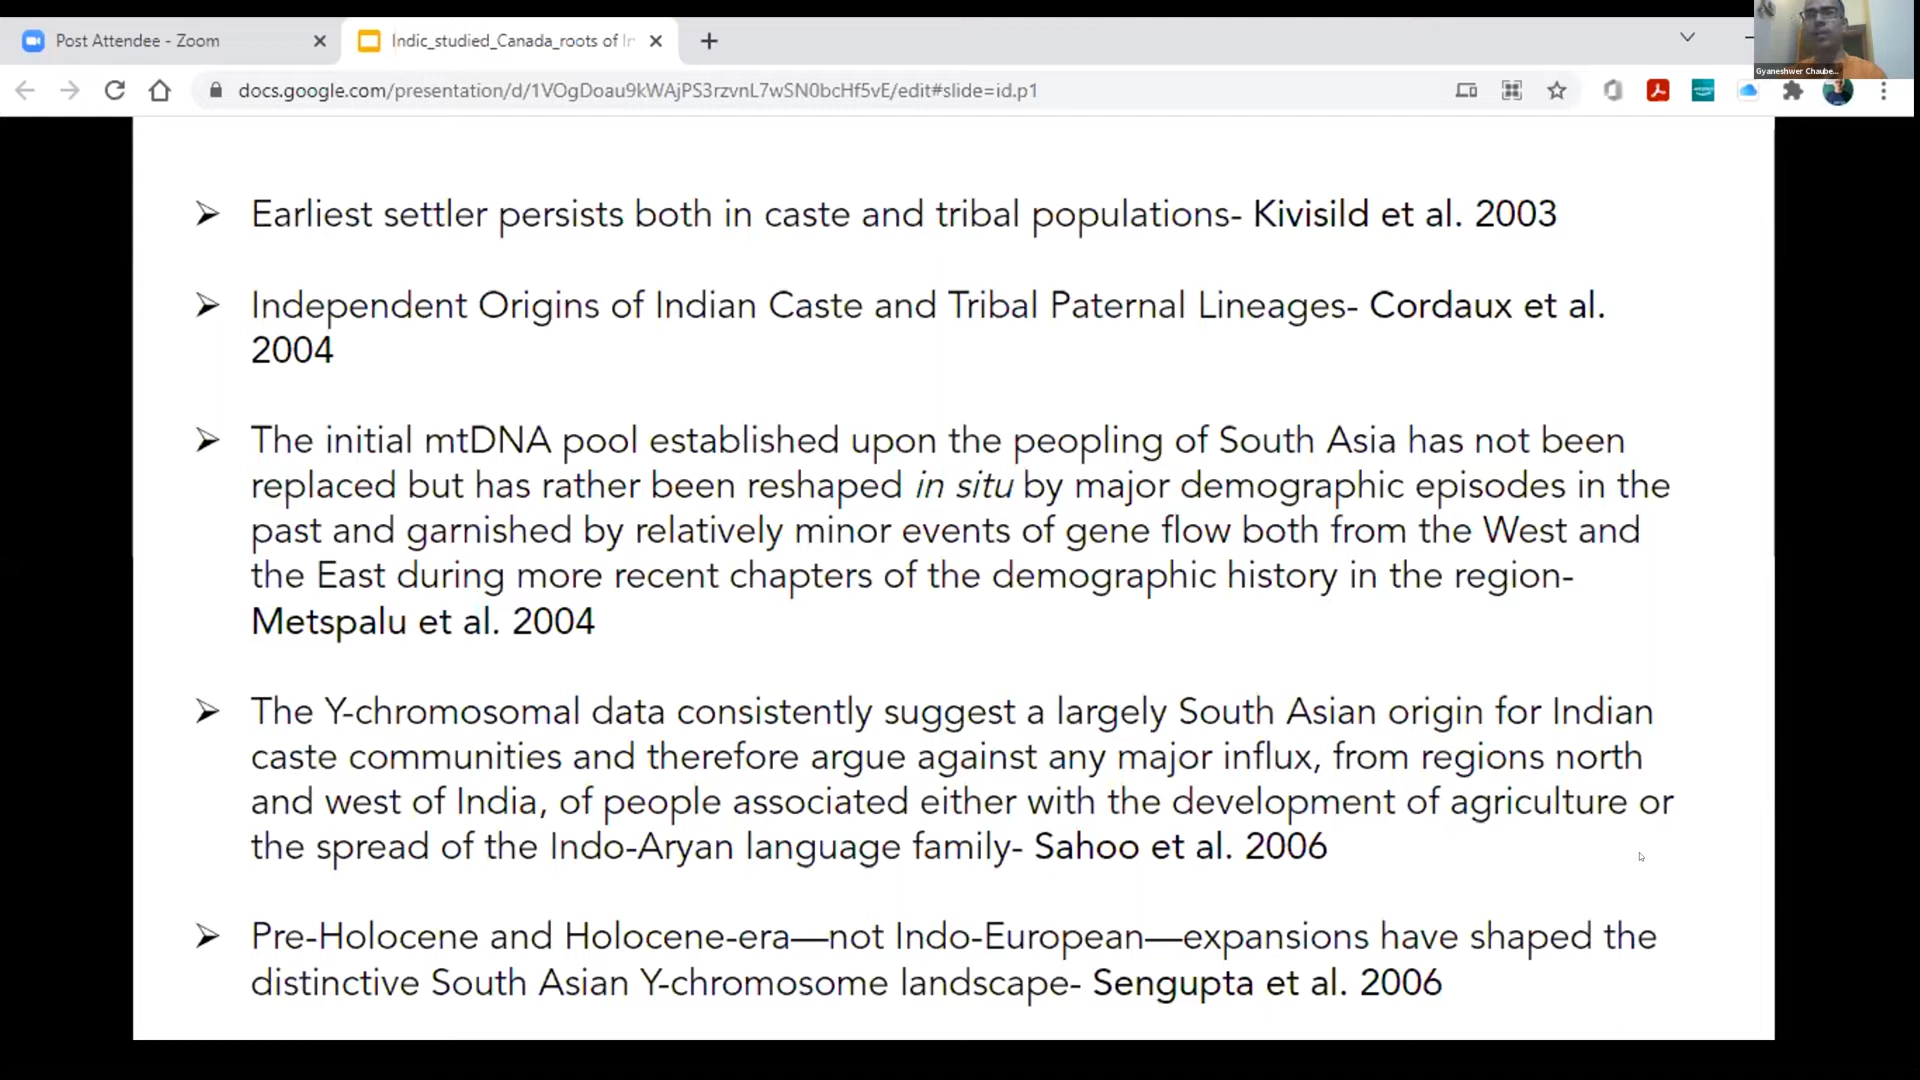 Post Attendee - Zoom
Indic_studied_Canada_roots of In
Gyaneshwer Chaube...
docs.google.com/presentation/d/1VOgDoau9kWAjPS3rzvnL7wSN0bcHf5vE/edit#slide=id.p1
➢ Earliest settler persists both in caste and tribal populations- Kivisild et al. 2003
➢ Independent Origins of Indian Caste and Tribal Paternal Lineages- Cordaux et al.
2004
➢ The initial mtDNA pool established upon the peopling of South Asia has not been
replaced but has rather been reshaped in situ by major demographic episodes in the
past and garnished by relatively minor events of gene flow both from the West and
the East during more recent chapters of the demographic history in the region-
Metspalu et al. 2004
➢ The Y-chromosomal data consistently suggest a largely South Asian origin for Indian
caste communities and therefore argue against any major influx, from regions north
and west of India, of people associated either with the development of agriculture or
the spread of the Indo-Aryan language family- Sahoo et al. 2006
➢ Pre-Holocene and Holocene-era—not Indo-European—expansions have shaped the
distinctive South Asian Y-chromosome landscape- Sengupta et al. 2006